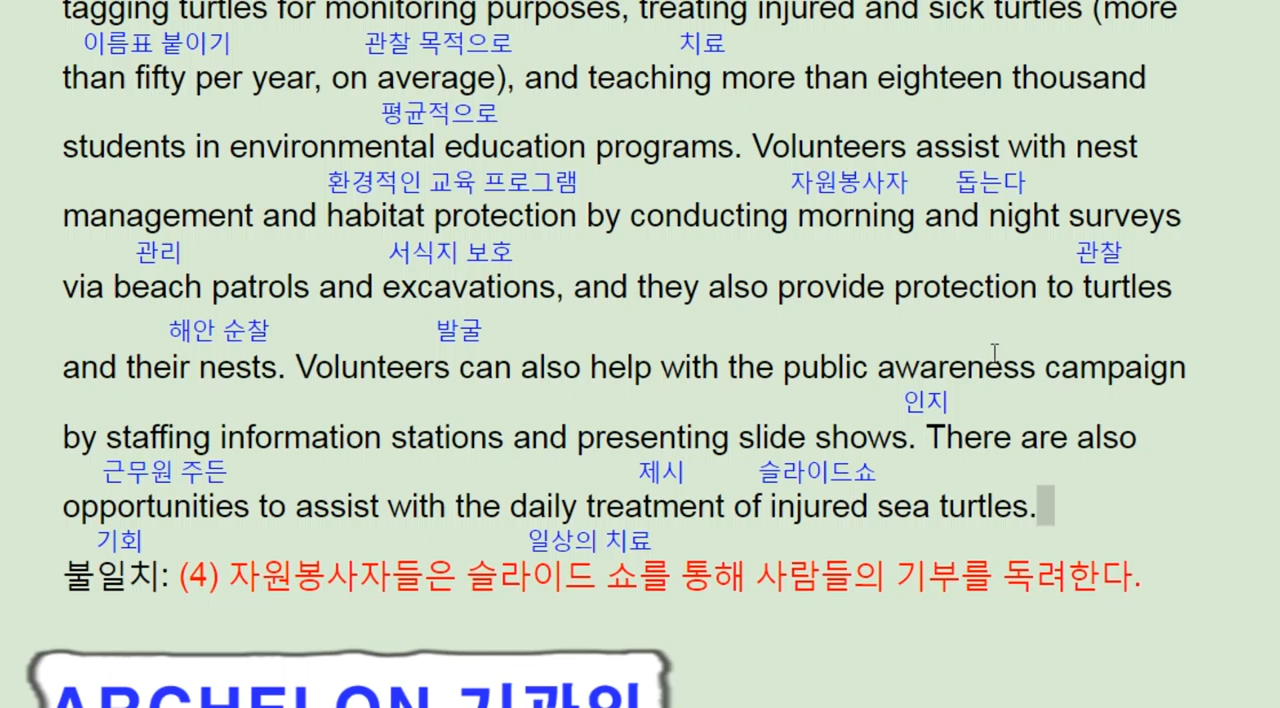 tagging turtles for monitoring purposes, treating injured and sick turtles (more
이름표 붙이기 관찰 목적으로 치료
than fifty per year, on average), and teaching more than eighteen thousand
평균적으로
students in environmental education programs. Volunteers assist with nest
환경적인 교육 프로그램 자원봉사자 돕는다
management and habitat protection by conducting morning and night surveys
관리 서식지 보호 관찰
via beach patrols and excavations, and they also provide protection to turtles
해안 순찰 발굴
and their nests. Volunteers can also help with the public awareness campaign
인지
by staffing information stations and presenting slide shows. There are also
근무원 주든 제시 슬라이드쇼
opportunities to assist with the daily treatment of injured sea turtles.
기회 일상의 치료
불일치: (4) 자원봉사자들은 슬라이드 쇼를 통해 사람들의 기부를 독려한다.
ARCHELON 기관의